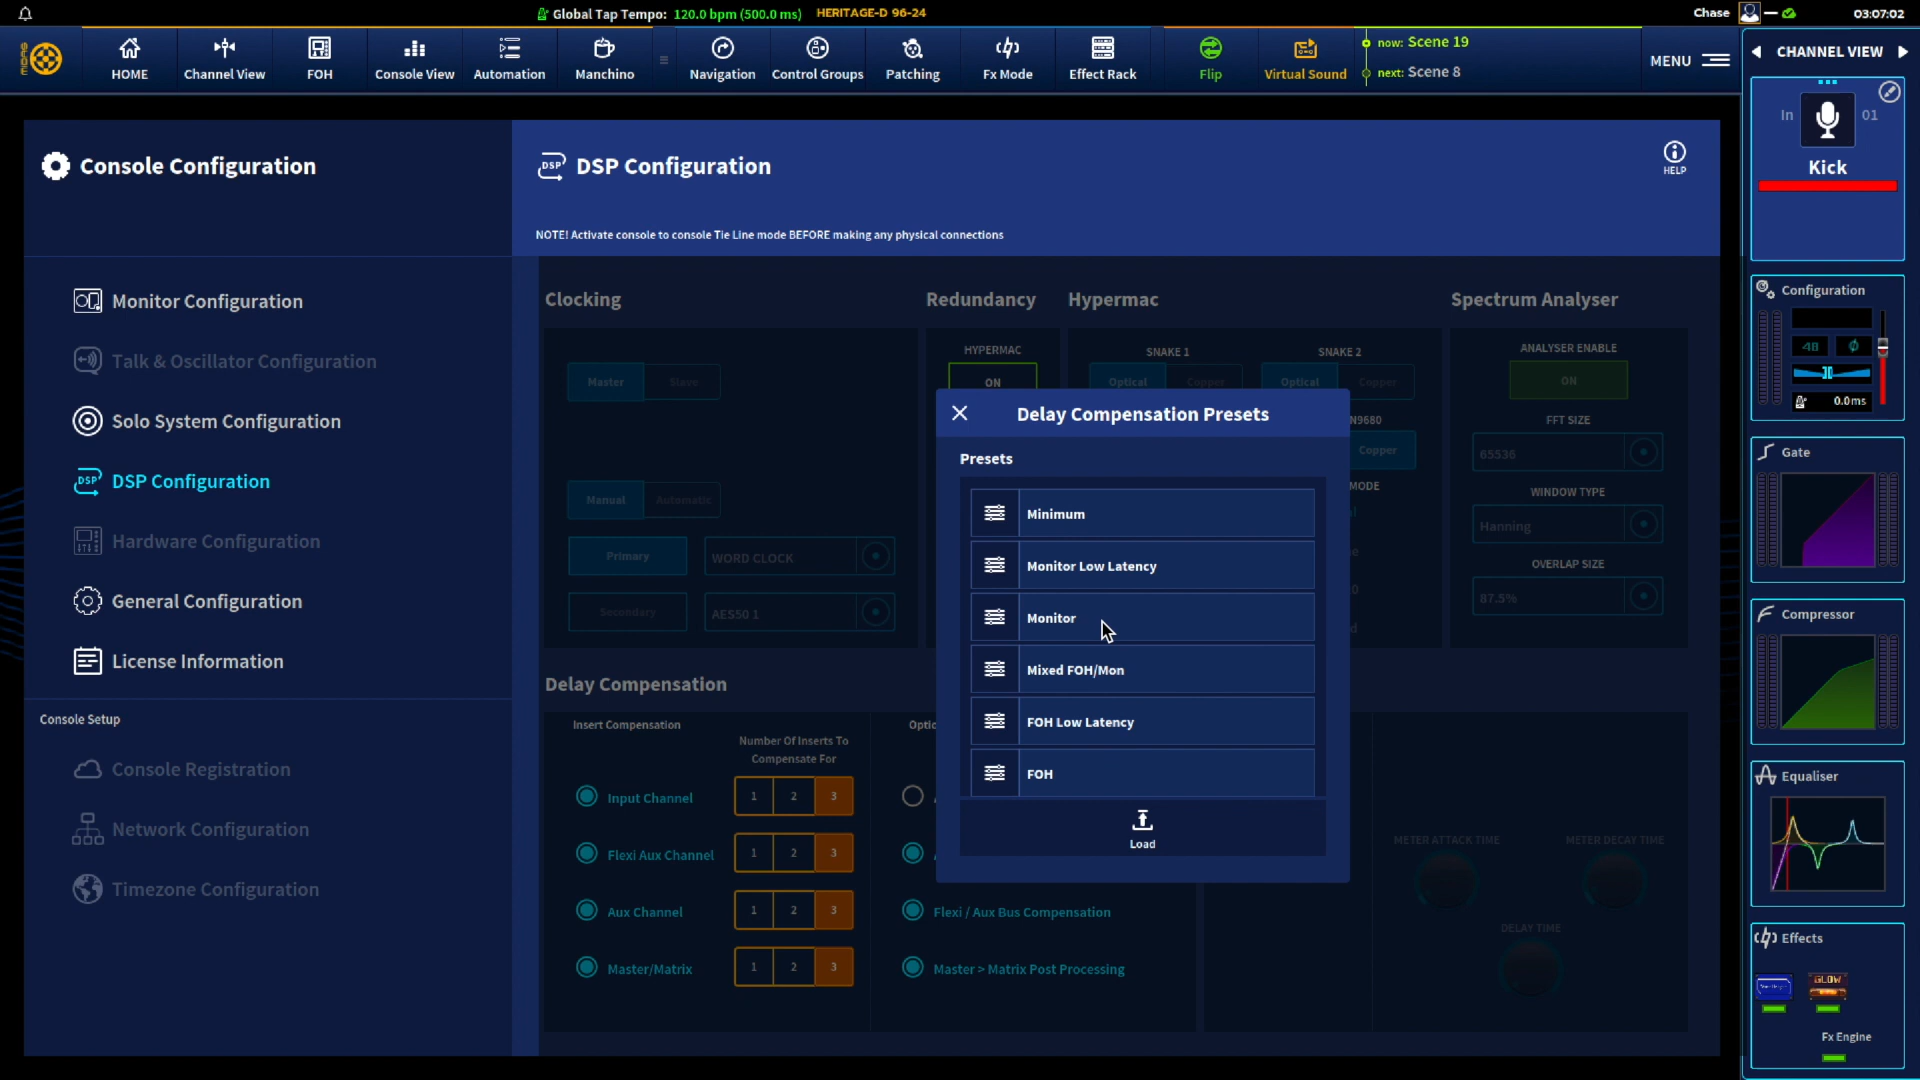 Global Tap Tempo: 120.0 bpm (500.0 ms)
HERITAGE-D 96-24
Chase
03:07:02
HOME
Channel View
FOH
Console View
Automation
Manchino
Navigation
Control Groups
Patching
Fx Mode
Effect Rack
Flip
Virtual Sound
now: Scene 19
next: Scene 8
MENU
CHANNEL VIEW
Console Configuration
DSP
DSP Configuration
HELP
NOTE! Activate console to console Tie Line mode BEFORE making any physical connections
Monitor Configuration
Talk & Oscillator Configuration
Solo System Configuration
DSP
DSP Configuration
Hardware Configuration
General Configuration
License Information
Console Setup
Console Registration
Network Configuration
Timezone Configuration
Clocking
Redundancy
Hypermac
Spectrum Analyser
Master
Slave
Manual
Automatic
Primary
WORD CLOCK
Secondary
AES50 1
HYPERMAC
ON
SNAKE 1
SNAKE 2
Optical
Copper
Optical
Copper
N9680
Copper
MODE
ANALYSER ENABLE
ON
FFT SIZE
65536
WINDOW TYPE
Hanning
OVERLAP SIZE
87.5%
Delay Compensation Presets
Presets
Minimum
Monitor Low Latency
Monitor
Mixed FOH/Mon
FOH Low Latency
FOH
Load
Delay Compensation
Insert Compensation
Number Of Inserts To
Compensate For
Input Channel
1 2 3
Flexi Aux Channel
1 2 3
Aux Channel
1 2 3
Master/Matrix
1 2 3
Flexi / Aux Bus Compensation
Master > Matrix Post Processing
METER ATTACK TIME
METER DECAY TIME
DELAY TIME
In
01
Kick
Configuration
48
0.0ms
Gate
Compressor
Equaliser
Effects
GLOW
Fx Engine